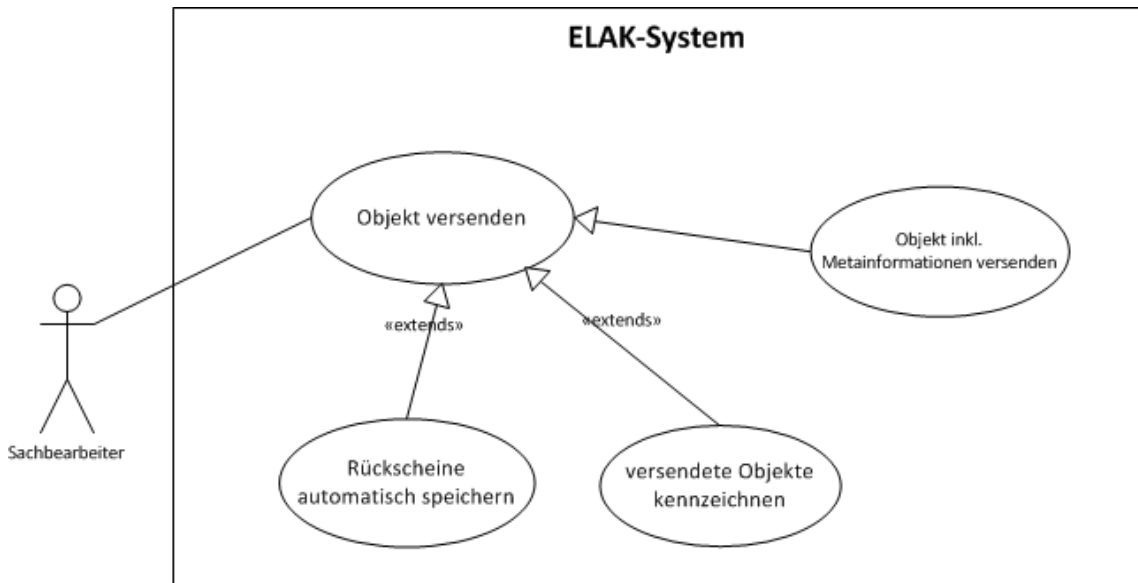 ELAK-System
Objekt versenden
Objekt inkl.
Metainformationen versenden
«extends»
«extends»
Sachbearbeiter
Rückscheine
automatisch speichern
versendete Objekte
kennzeichnen